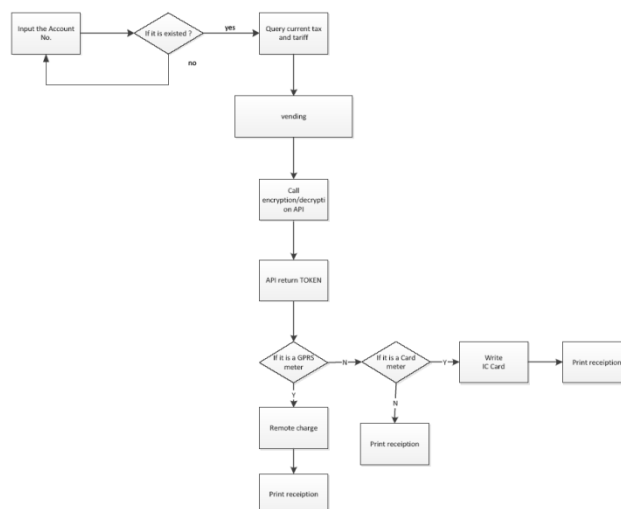 Input the Account
No.
If it is existed ?
yes
Query current tax
and tariff
no
vending
Call
encryption/decrypti
on API
API return TOKEN
If it is a GPRS
meter
N
If it is a Card
meter
Y
Write
IC Card
Print receiption
Y
N
Remote charge
Print receiption
Print receiption